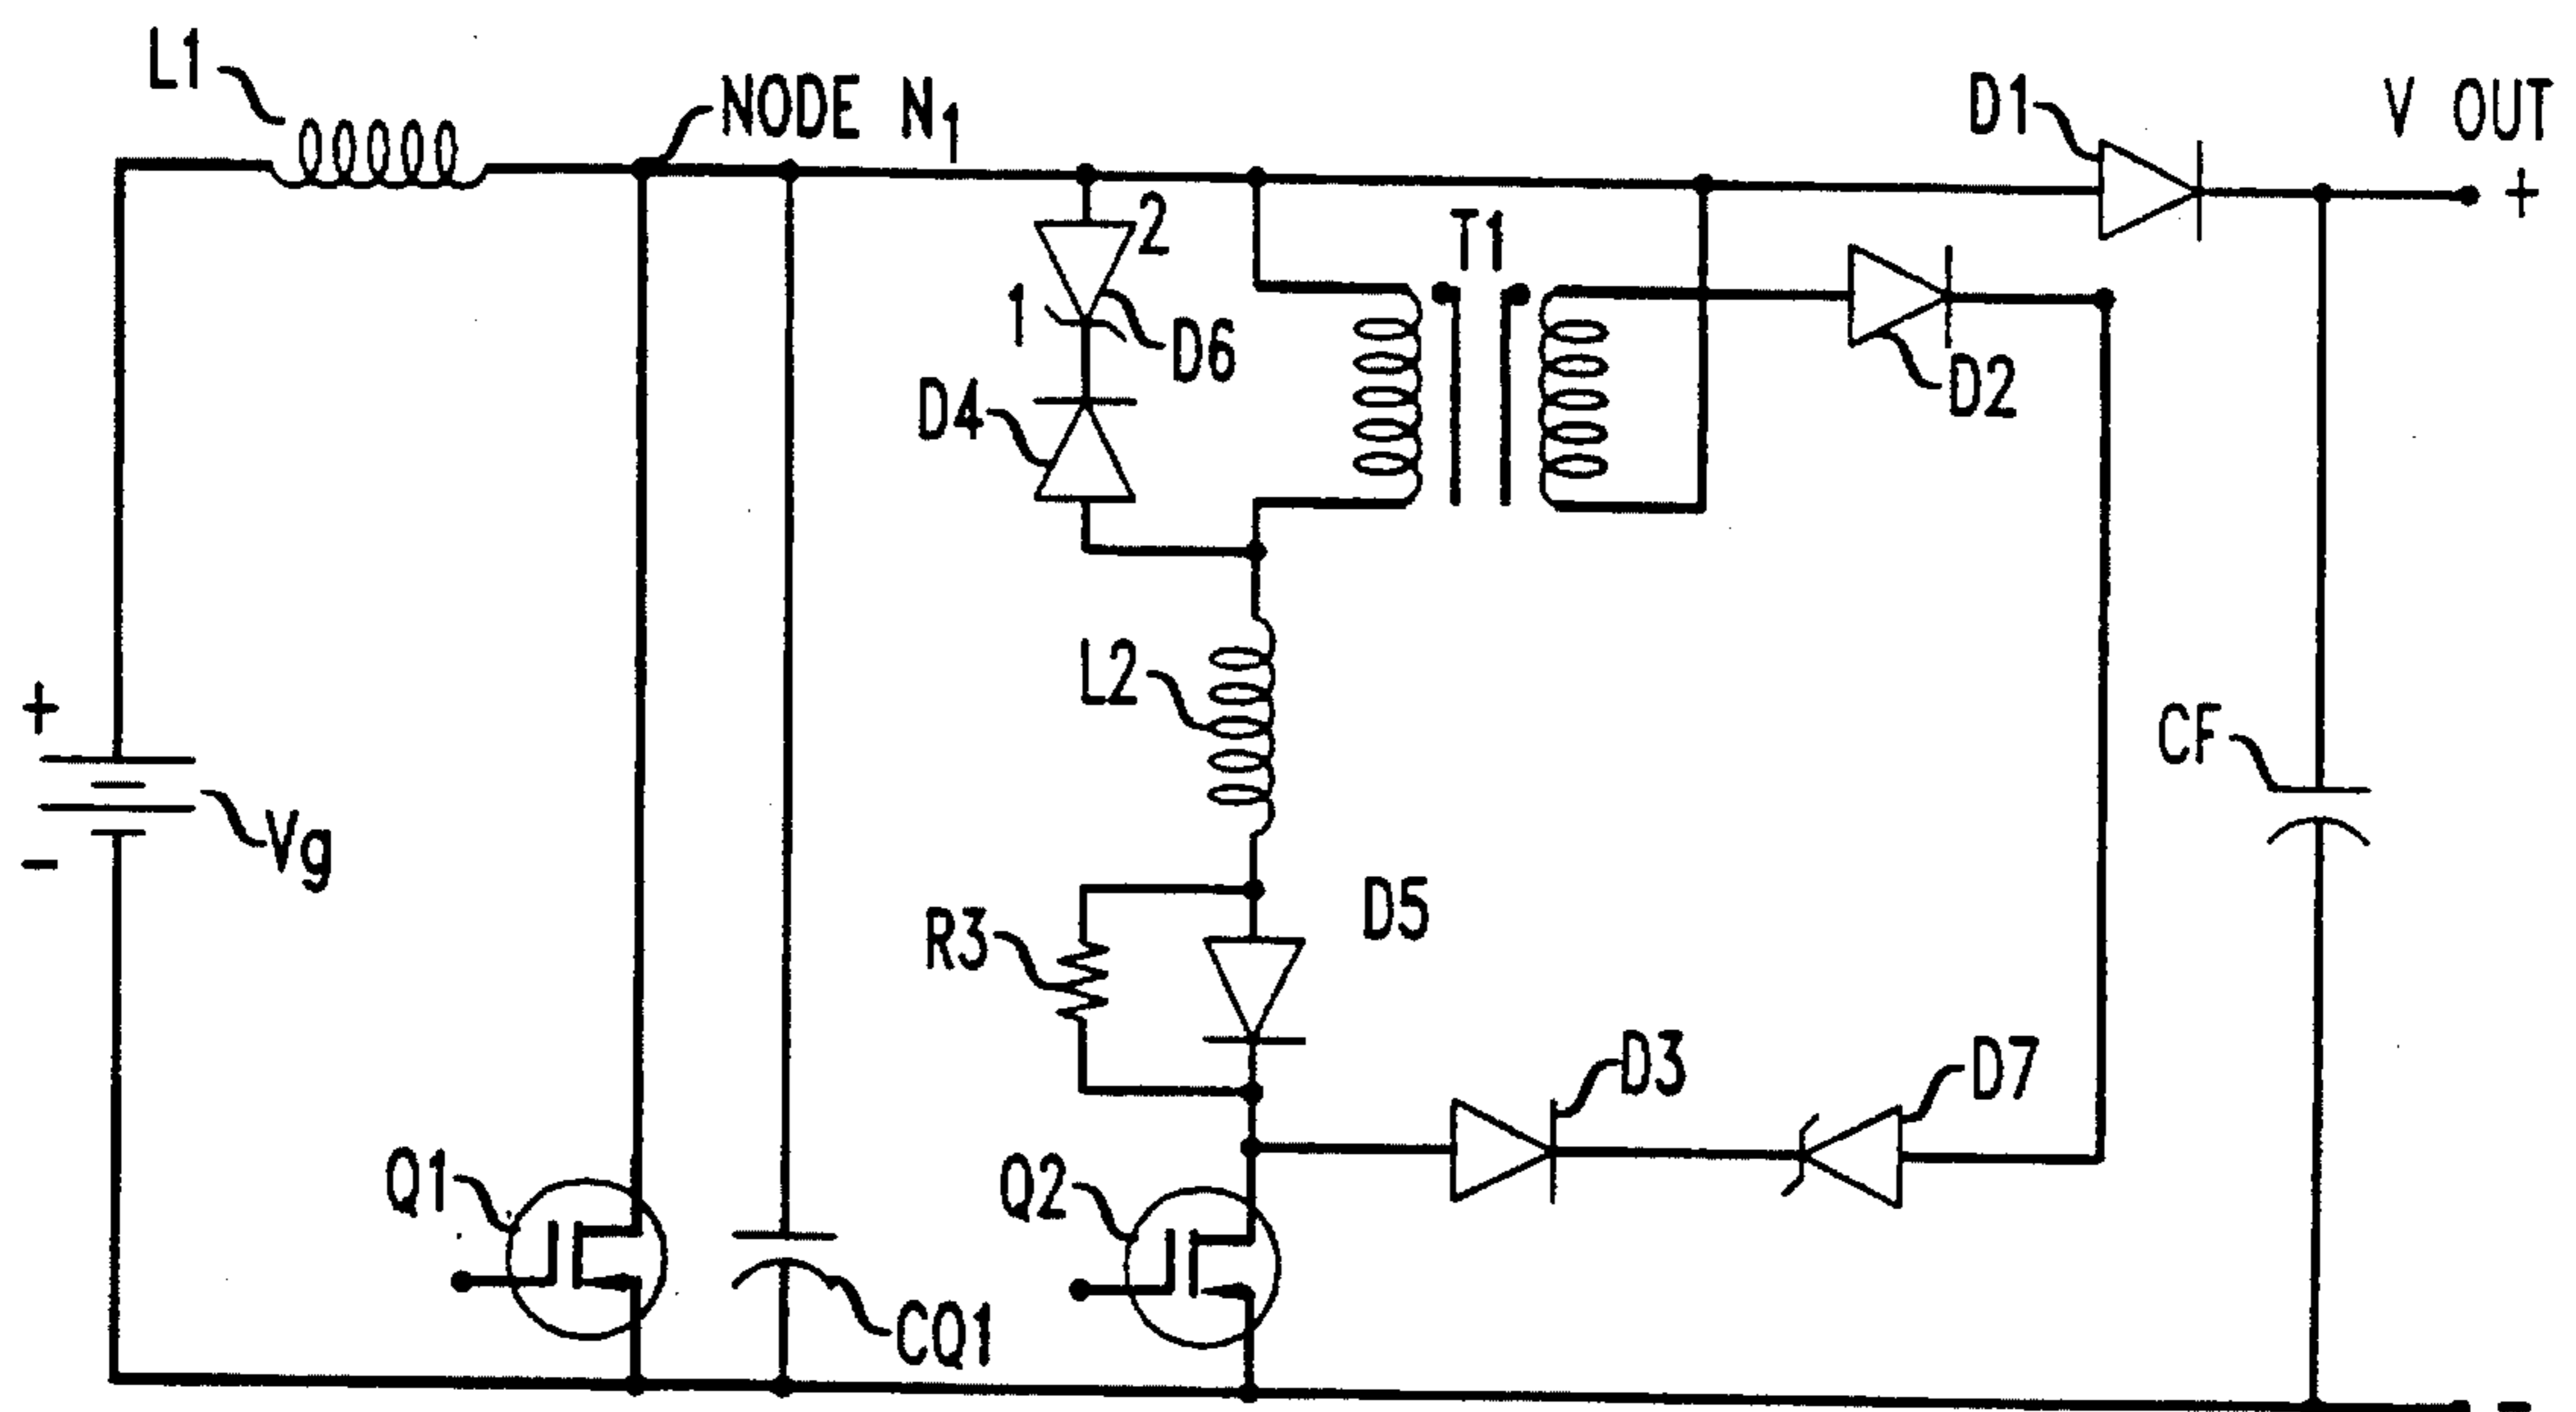 L1
NODE N1
D1
V OUT
+
2
T1
1
D6
D2
D4
+
L2
CF
Vg
-
D5
R3
D3
D7
Q1
Q2
CQ1
-